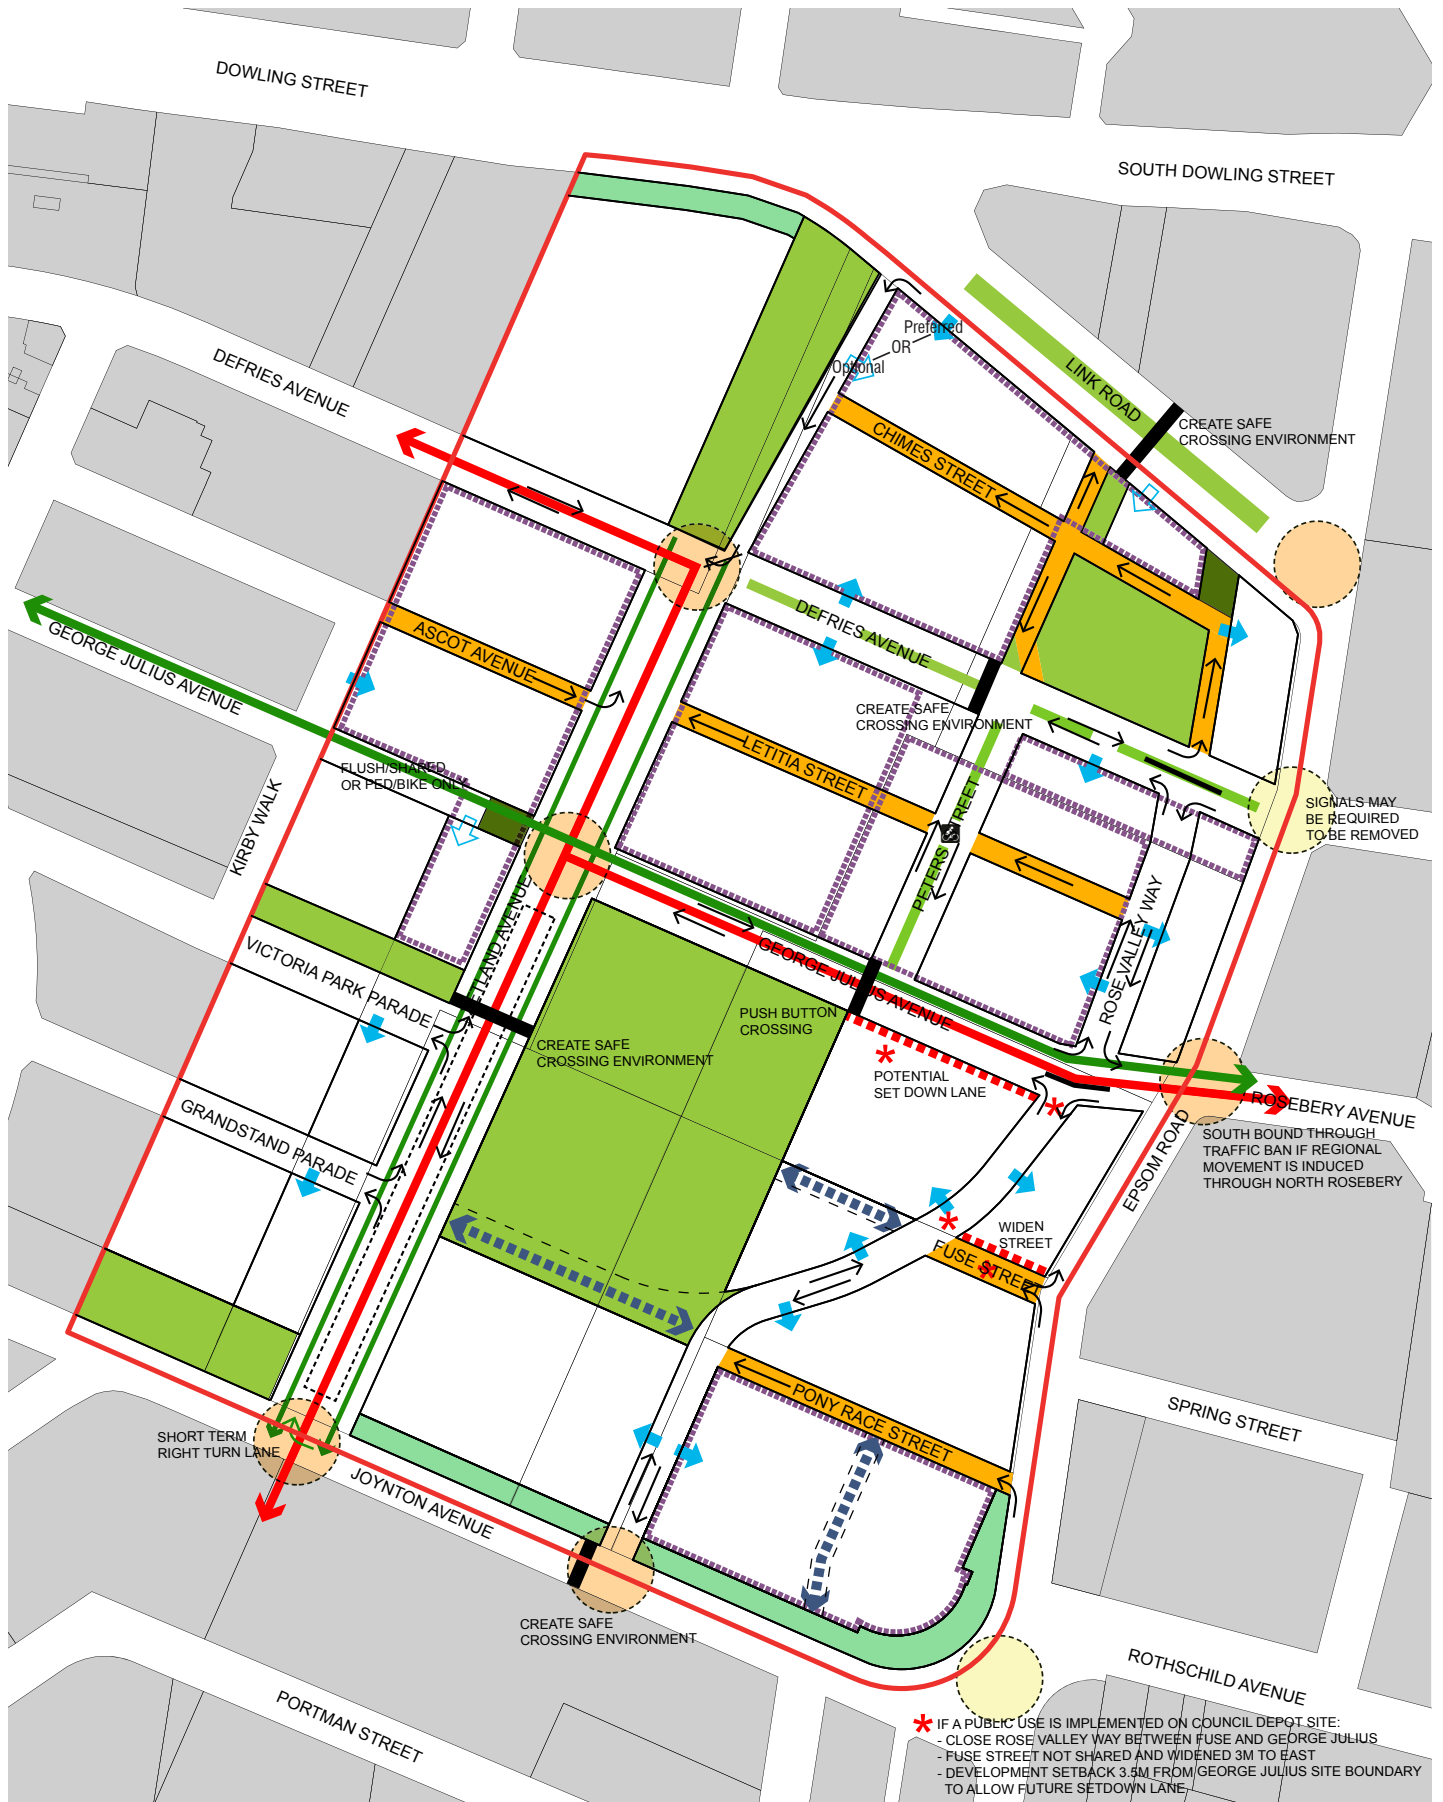 DOWLING STREET
SOUTH DOWLING STREET
Preferred
OR
Optional
DEFRIES AVENUE
LINK ROAD
CREATE SAFE
CROSSING ENVIRONMENT
CHIMES STREET
GEORGE JULIUS AVENUE
ASCOT AVENUE
DEFRIES AVENUE
CREATE SAFE
CROSSING ENVIRONMENT
LETITIA STREET
FLUSH/SHARED
OR PED/BIKE ONLY
KIRBY WALK
PETERS STREET
SIGNALS MAY
BE REQUIRED
TO BE REMOVED
ROSE VALLEY WAY
VICTORIA PARK PARADE
GEORGE JULIUS AVENUE
PUSH BUTTON
CROSSING
CREATE SAFE
CROSSING ENVIRONMENT
* POTENTIAL
SET DOWN LANE
*
GRANDSTAND PARADE
ROSEBERY AVENUE
SOUTH BOUND THROUGH
TRAFFIC BAN IF REGIONAL
MOVEMENT IS INDUCED
THROUGH NORTH ROSEBERY
EPSOM ROAD
*
WIDEN
STREET
FUSE STREET
*
PONY RACE STREET
SPRING STREET
SHORT TERM
RIGHT TURN LANE
JOYNTON AVENUE
CREATE SAFE
CROSSING ENVIRONMENT
ROTHSCHILD AVENUE
PORTMAN STREET
* IF A PUBLIC USE IS IMPLEMENTED ON COUNCIL DEPOT SITE:
- CLOSE ROSE VALLEY WAY BETWEEN FUSE AND GEORGE JULIUS
- FUSE STREET NOT SHARED AND WIDENED 3M TO EAST
- DEVELOPMENT SETBACK 3.5M FROM GEORGE JULIUS SITE BOUNDARY
TO ALLOW FUTURE SETDOWN LANE